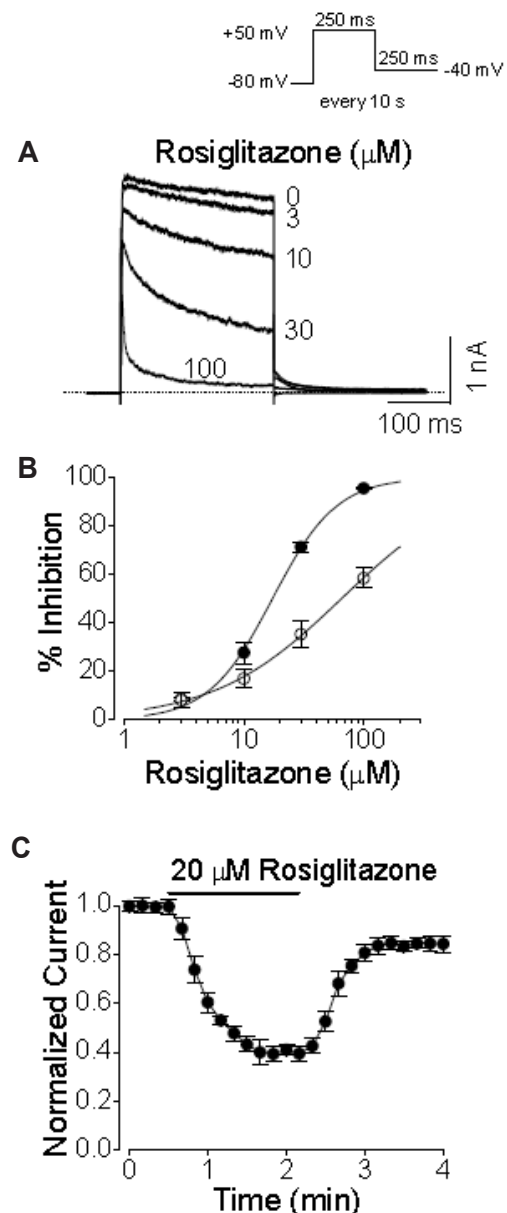 250 ms
+50 mV
250 ms
-40 mV
-80 mV
every 10 s
A
Rosiglitazone (μM)
0
3
10
30
100
1 nA
100 ms
B
100
80
60
40
20
0
% Inhibition
1
10
100
Rosiglitazone (μM)
C
20 μM Rosiglitazone
1.0
0.8
0.6
0.4
0.2
0.0
Normalized Current
0
1
2
3
4
Time (min)